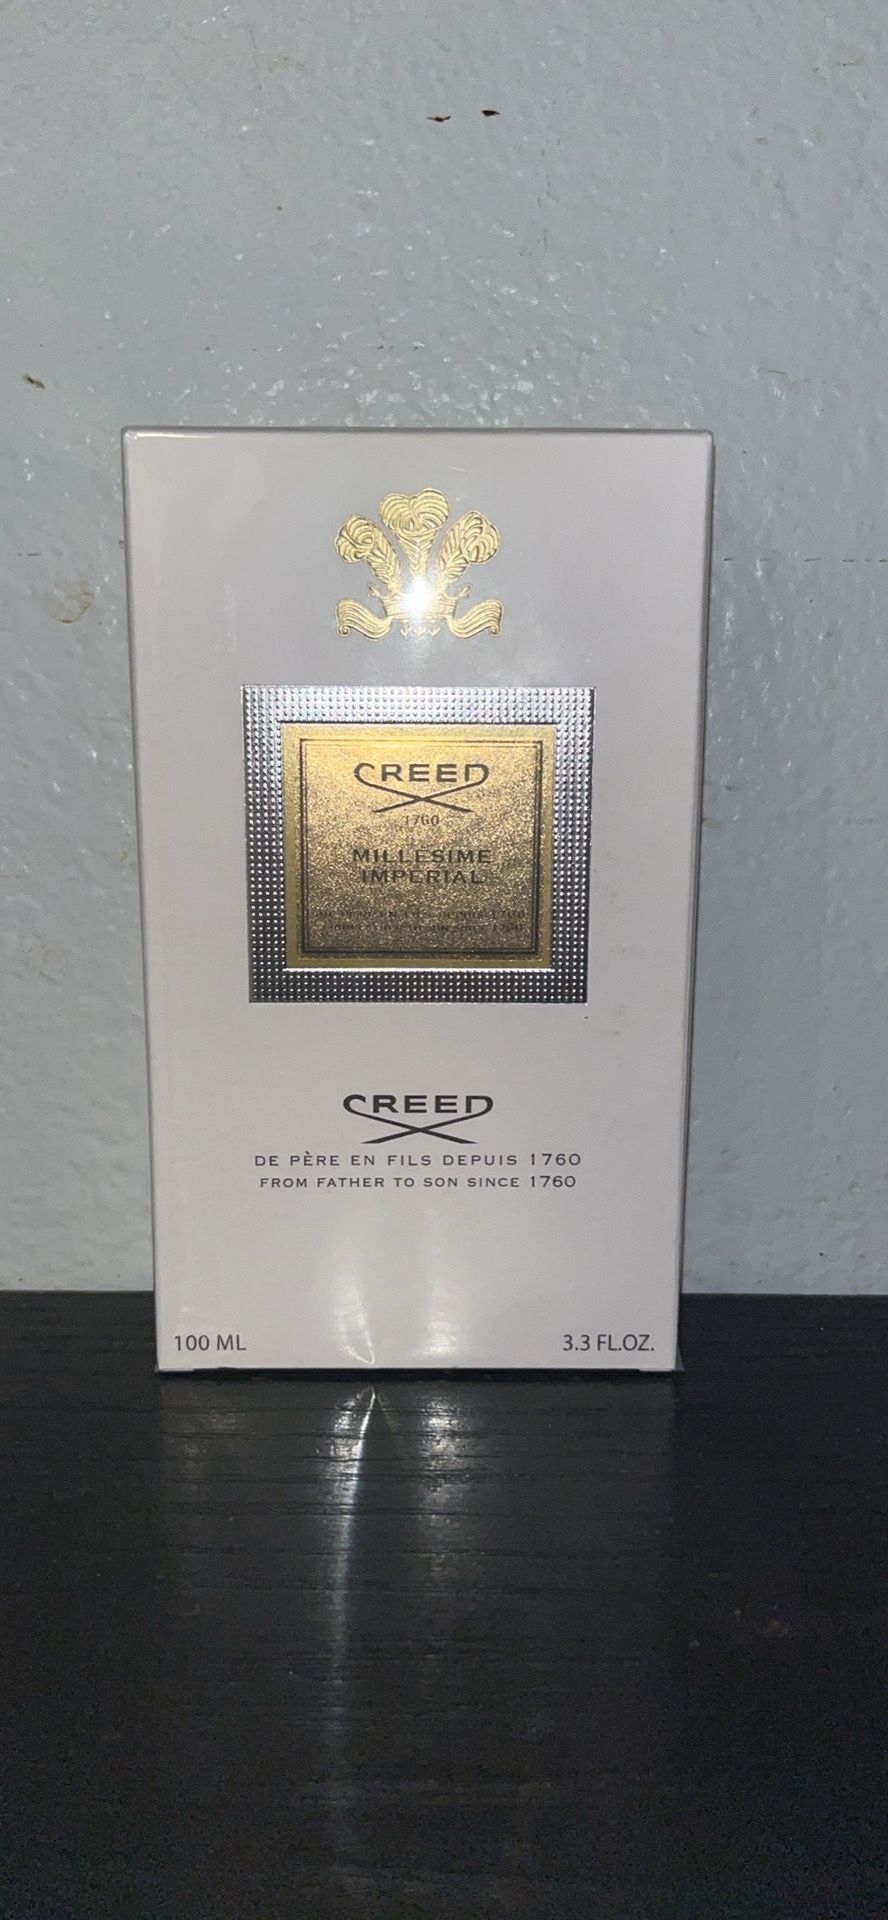 CREED
1760
MILLESIME
IMPERIAL
CREED
DE PÈRE EN FILS DEPUIS 1760
FROM FATHER TO SON SINCE 1760
100 ML
3.3 FL.OZ.